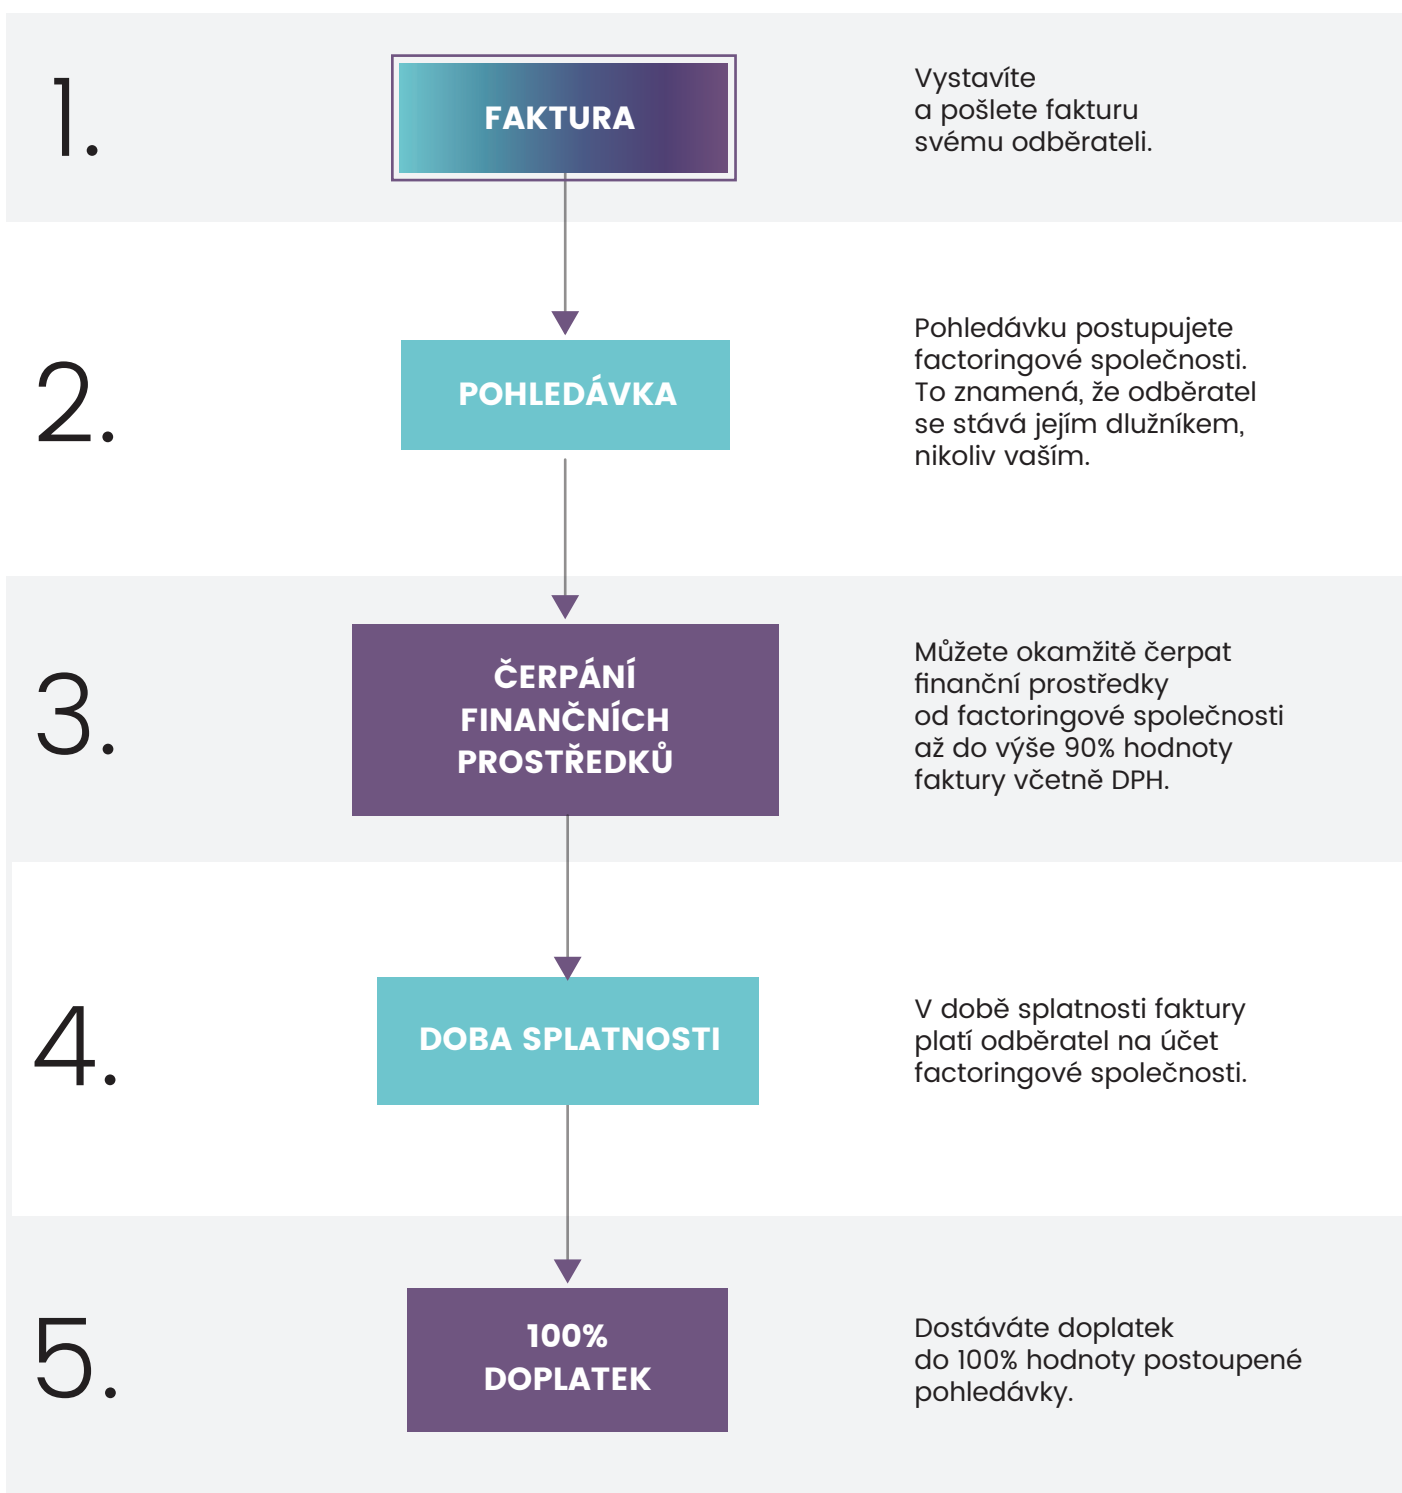 1.
FAKTURA
Vystavíte
a pošlete fakturu
svému odběrateli.
2.
POHLEDÁVKA
Pohledávku postupujete
factoringové společnosti.
To znamená, že odběratel
se stává jejím dlužníkem,
nikoliv vaším.
3.
ČERPÁNÍ
FINANČNÍCH
PROSTŘEDKŮ
Můžete okamžitě čerpat
finanční prostředky
od factoringové společnosti
až do výše 90% hodnoty
faktury včetně DPH.
4.
DOBA SPLATNOSTI
V době splatnosti faktury
platí odběratel na účet
factoringové společnosti.
5.
100%
DOPLATEK
Dostáváte doplatek
do 100% hodnoty postoupené
pohledávky.